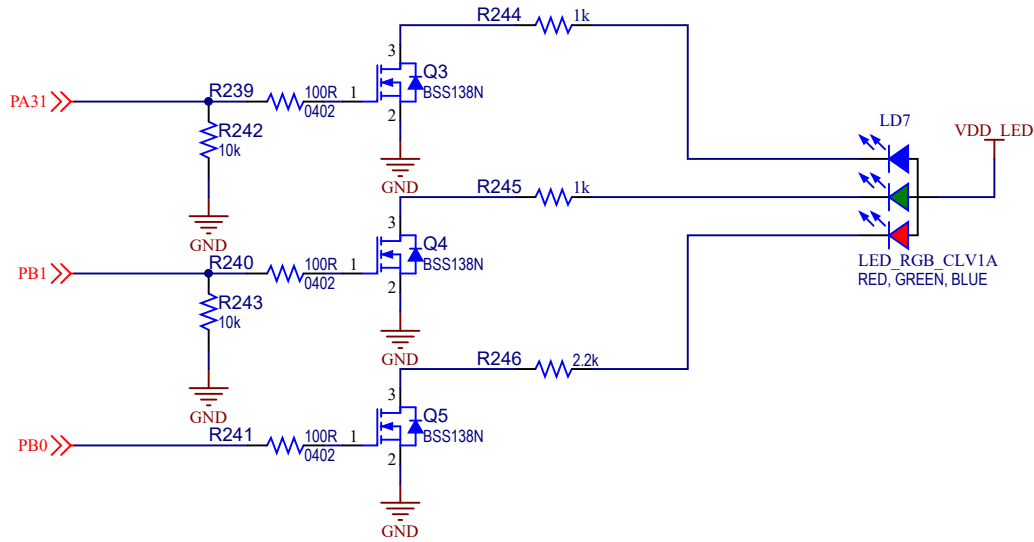 R244
1k
3
Q3
BSS138N
R239
100R
0402
1
2
PA31
R242
10k
GND
GND
LD7
VDD_LED
R245
1k
3
Q4
BSS138N
R240
100R
0402
1
2
PB1
R243
10k
GND
GND
LED_RGB_CLV1A
RED, GREEN, BLUE
R246
2.2k
3
Q5
BSS138N
R241
100R
0402
1
2
PB0
GND